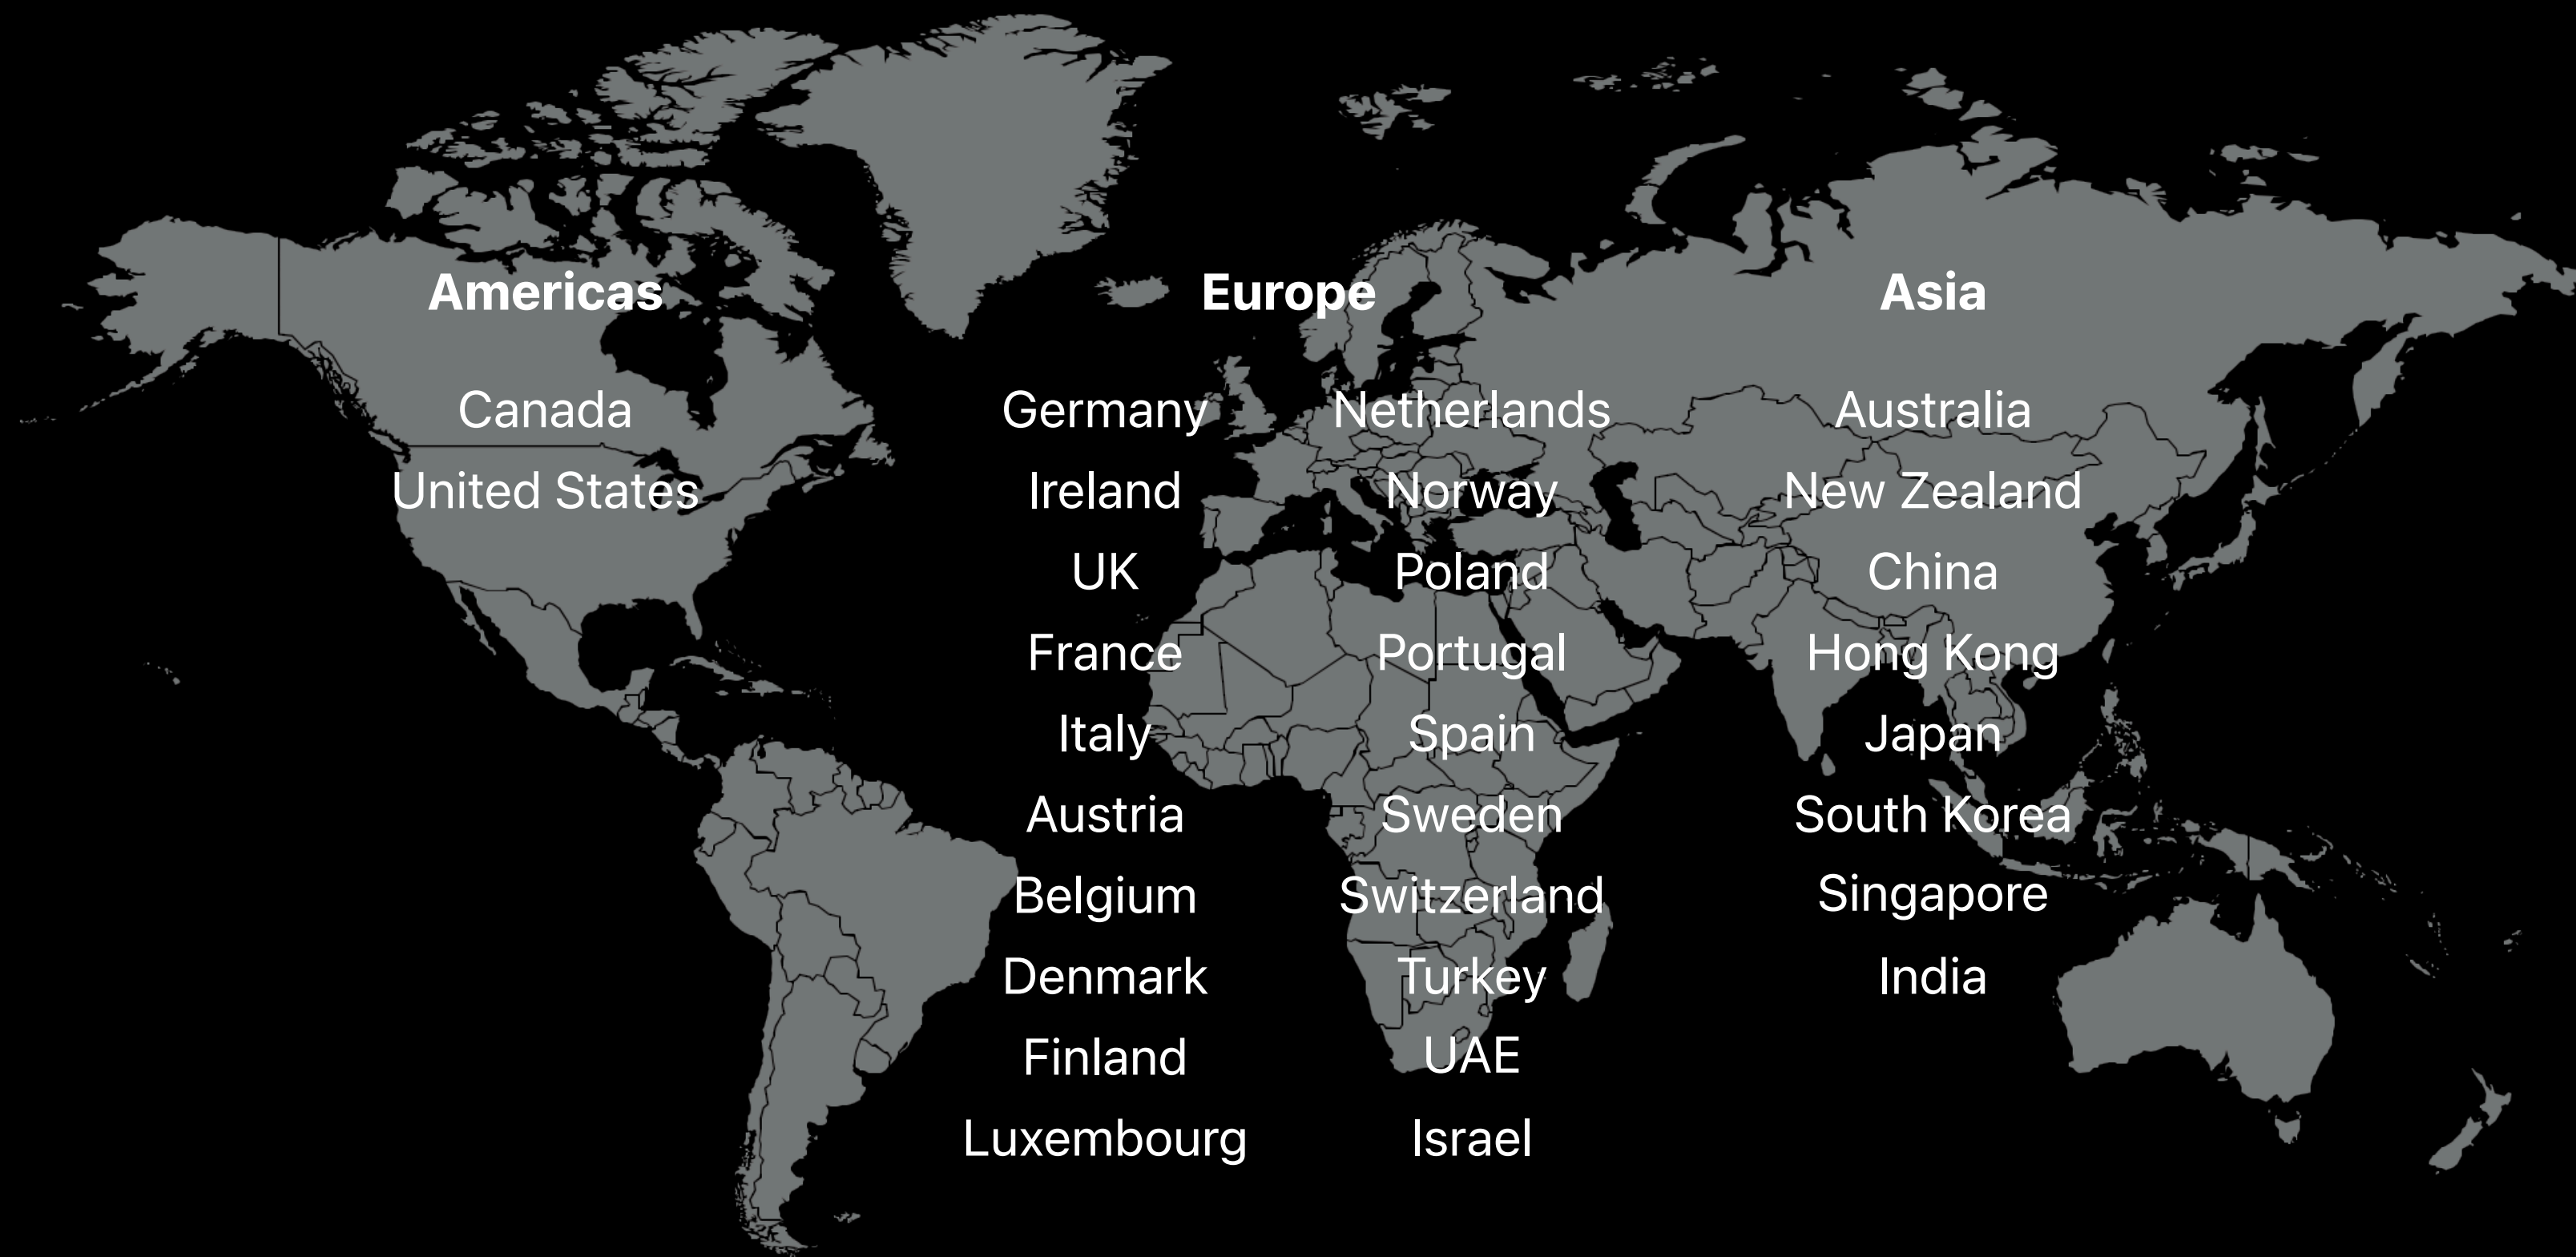 Americas
Canada
United States
Europe
Germany
Ireland
UK
France
Italy
Austria
Belgium
Denmark
Finland
Luxembourg
Netherlands
Norway
Poland
Portugal
Spain
Sweden
Switzerland
Turkey
UAE
Israel
Asia
Australia
New Zealand
China
Hong Kong
Japan
South Korea
Singapore
India